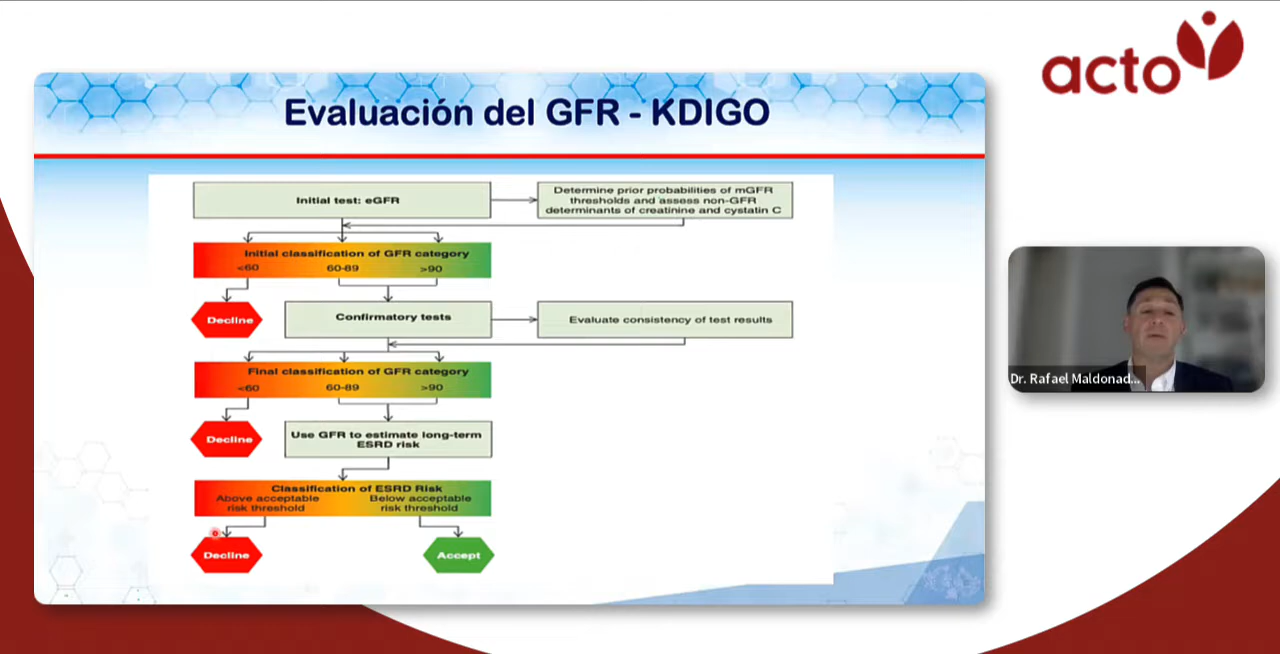 acto
Evaluación del GFR - KDIGO
Initial test: eGFR
Determine prior probabilities of mGFR
thresholds and assess non-GFR
determinants of creatinine and cystatin C
Initial classification of GFR category
<60 60-89 >90
Decline
Confirmatory tests
Evaluate consistency of test results
Final classification of GFR category
<60 60-89 >90
Decline
Use GFR to estimate long-term
ESRD risk
Classification of ESRD Risk
Above acceptable
risk threshold
Below acceptable
risk threshold
Decline
Accept
Dr. Rafael Maldonad...